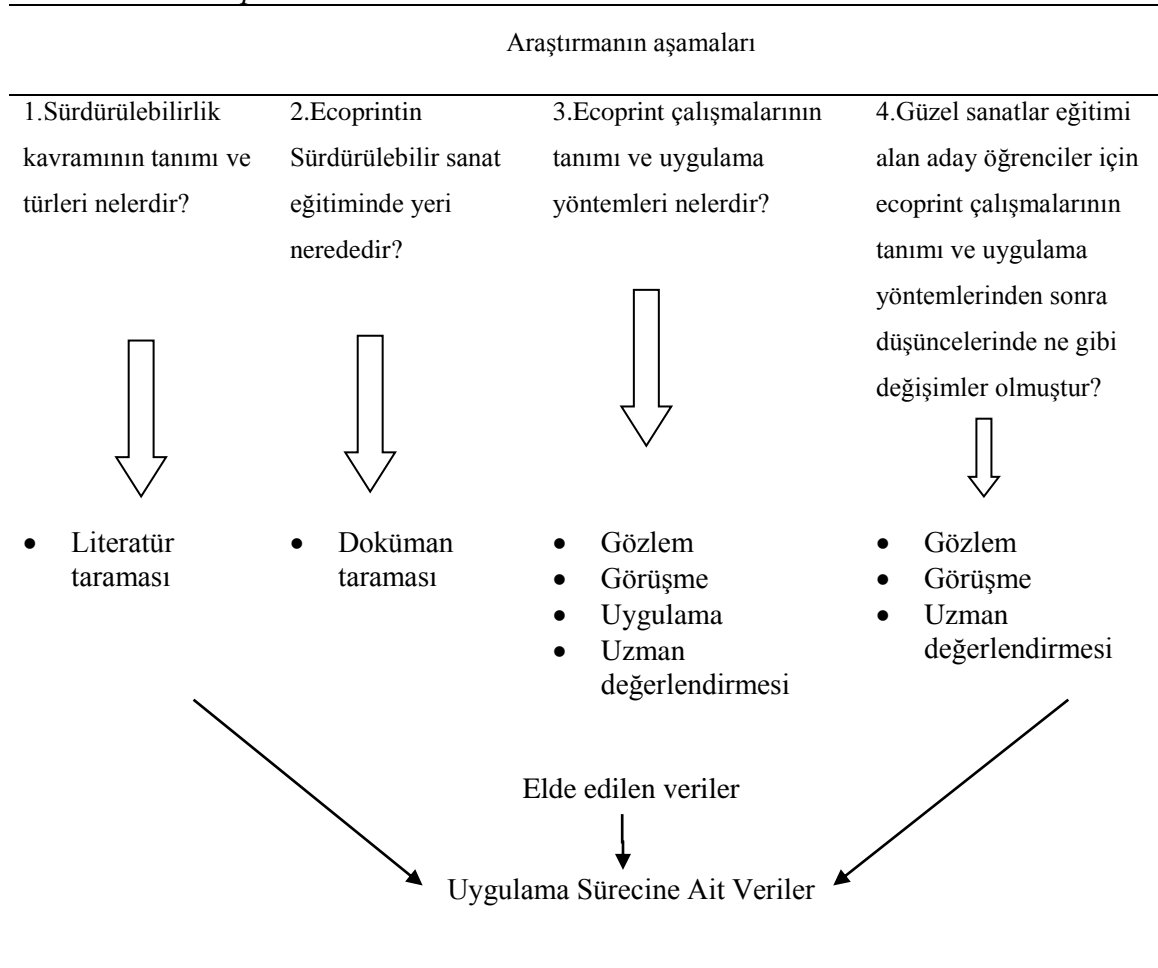 Araştırmanın aşamaları
1.Sürdürülebilirlik
kavramının tanımı ve
türleri nelerdir?
2.Ecoprintin
Sürdürülebilir sanat
eğitiminde yeri
neredededir?
3.Ecoprint çalışmalarının
tanımı ve uygulama
yöntemleri nelerdir?
4.Güzel sanatlar eğitimi
alan aday öğrenciler için
ecoprint çalışmalarının
tanımı ve uygulama
yöntemlerinden sonra
düşüncelerinde ne gibi
değişimler olmuştur?
• Literatür
taraması
• Doküman
taraması
• Gözlem
• Görüşme
• Uygulama
• Uzman
değerlendirmesi
• Gözlem
• Görüşme
• Uzman
değerlendirmesi
Elde edilen veriler
Uygulama Sürecine Ait Veriler